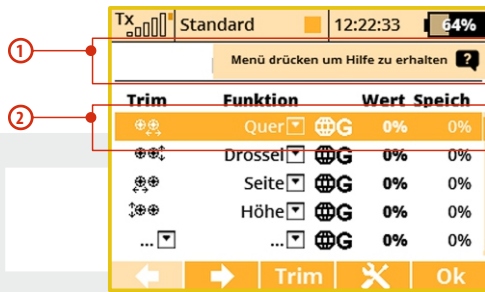 Tx Standard 12:22:33 64%
1
Menü drücken um Hilfe zu erhalten ?
2
Trim Funktion Wert Speich
Quer G 0% 0%
Drossel G 0% 0%
Seite G 0% 0%
Höhe G 0% 0%
... ... 0% 0%
Trim Ok